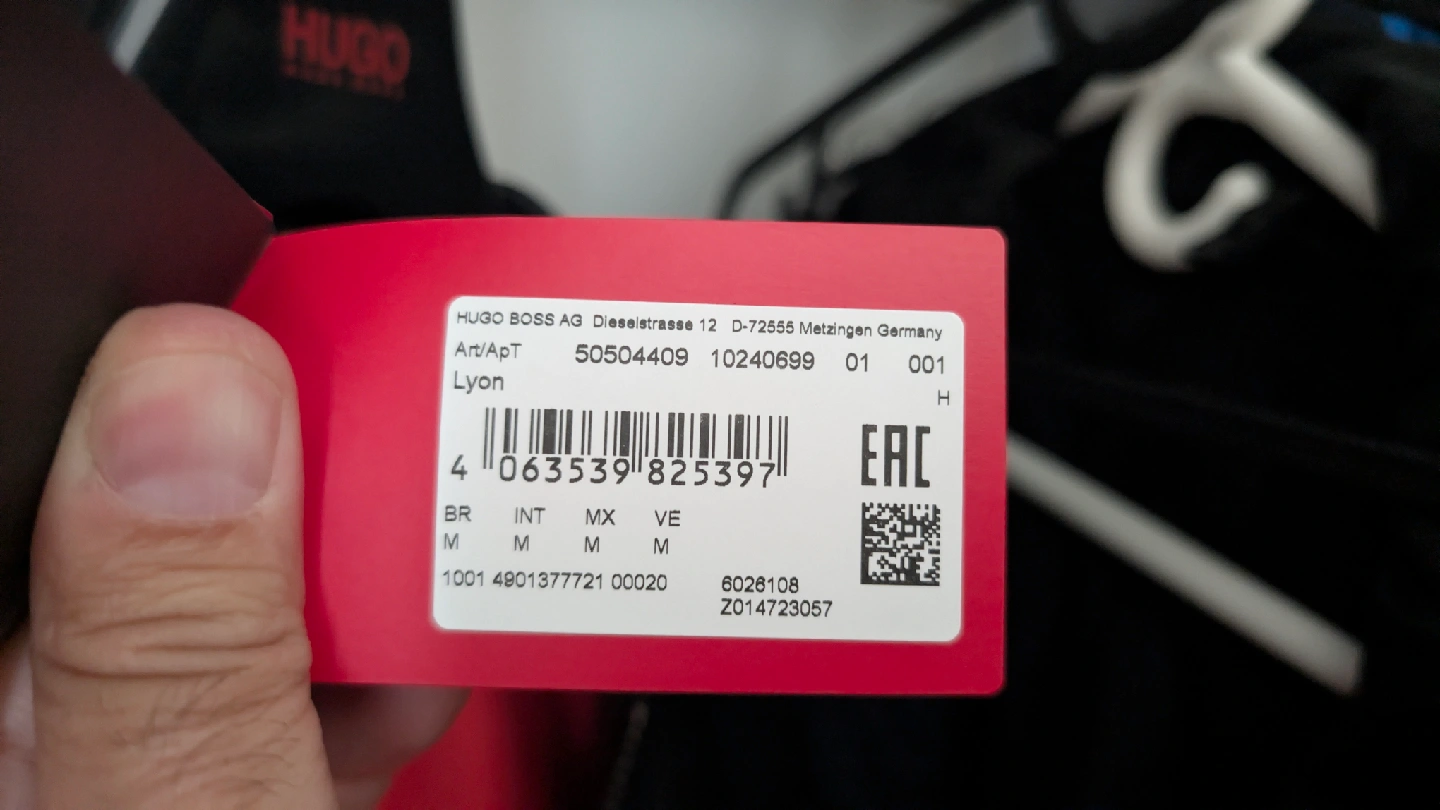 HUGO
HUGO BOSS AG Dieselstrasse 12 D-72555 Metzingen Germany
Art/ApT 50504409 10240699 01 001
Lyon
H
4 063539 825397
EAC
BR INT MX VE
M M M M
1001 4901377721 00020 6026108
Z014723057